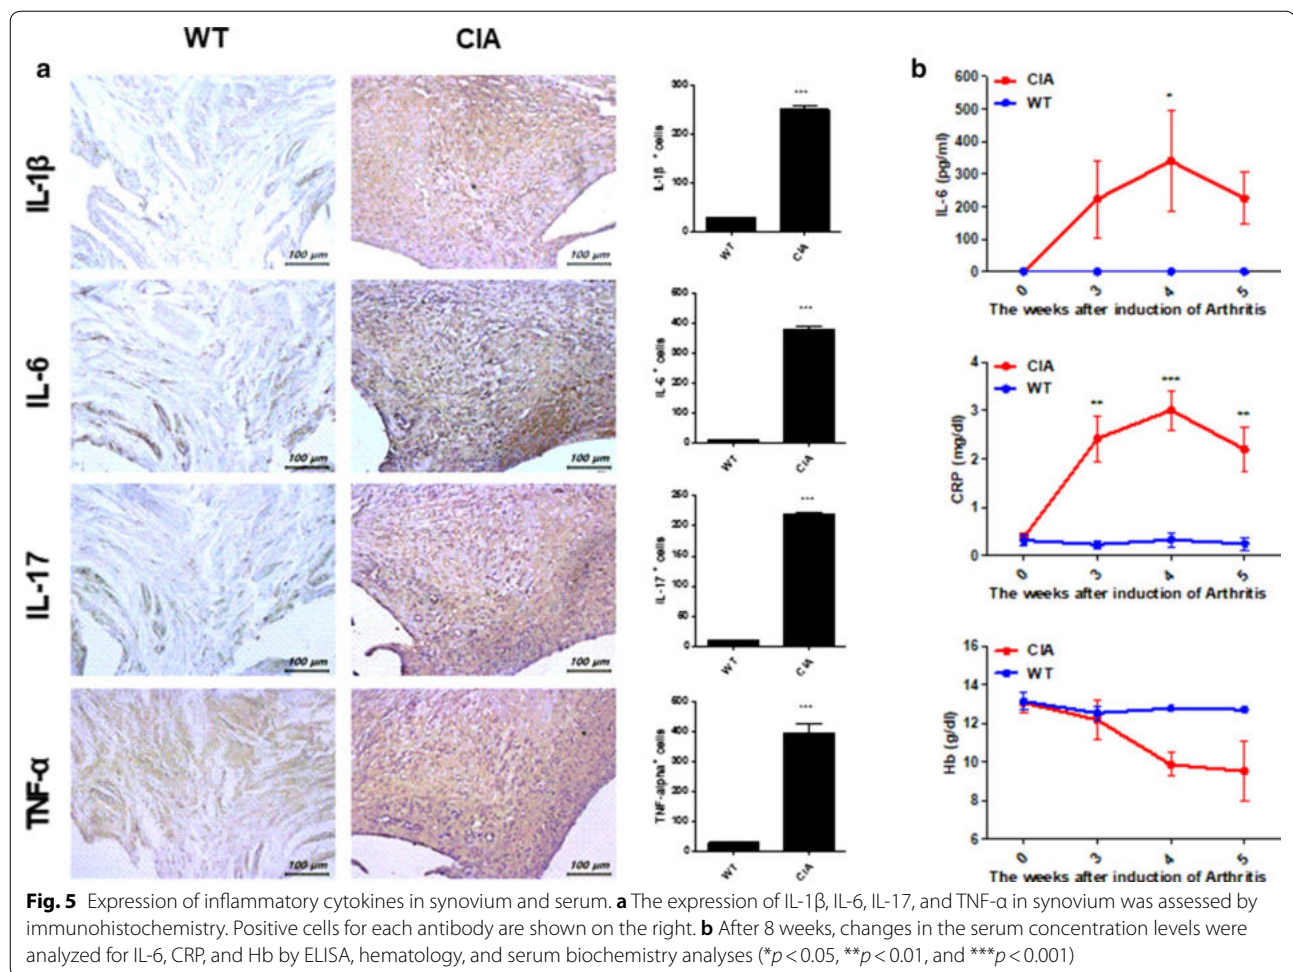 WT CIA
a
b
IL-1β
100 µm
100 µm
IL-1β + cells
300
200
100
0
***
WT
CIA
IL-6
100 µm
100 µm
IL-6 + cells
600
400
300
200
100
0
***
WT
CIA
IL-17
100 µm
100 µm
IL-17 + cells
250
200
150
100
50
0
***
WT
CIA
TNF-α
100 µm
100 µm
TNF-alpha+ cells
600
400
300
200
100
0
***
WT
CIA
CIA
WT
IL-6 (pg/ml)
600
500
400
300
200
100
0
*
0 3 4 5
The weeks after induction of Arthritis
CIA
WT
CRP (mg/dl)
4
3
2
1
0
** *** **
0 3 4 5
The weeks after induction of Arthritis
CIA
WT
Hb (g/dl)
16
14
12
10
8
6
0 3 4 5
The weeks after induction of Arthritis
Fig. 5 Expression of inflammatory cytokines in synovium and serum. a The expression of IL-1β, IL-6, IL-17, and TNF-α in synovium was assessed by
immunohistochemistry. Positive cells for each antibody are shown on the right. b After 8 weeks, changes in the serum concentration levels were
analyzed for IL-6, CRP, and Hb by ELISA, hematology, and serum biochemistry analyses (*p < 0.05, **p < 0.01, and ***p < 0.001)